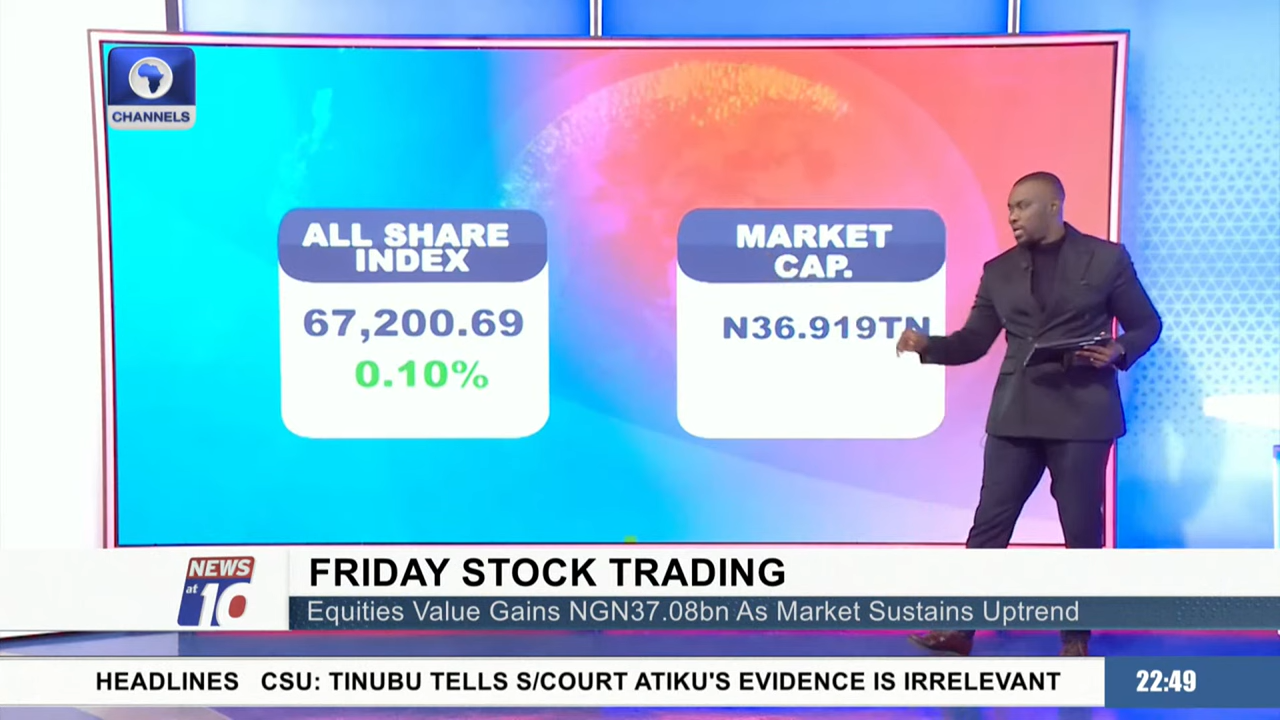 CHANNELS
ALL SHARE
INDEX
67,200.69
0.10%
MARKET
CAP.
N36.919TN
NEWS
at
10
FRIDAY STOCK TRADING
Equities Value Gains NGN37.08bn As Market Sustains Uptrend
HEADLINES CSU: TINUBU TELLS S/COURT ATIKU'S EVIDENCE IS IRRELEVANT
22:49